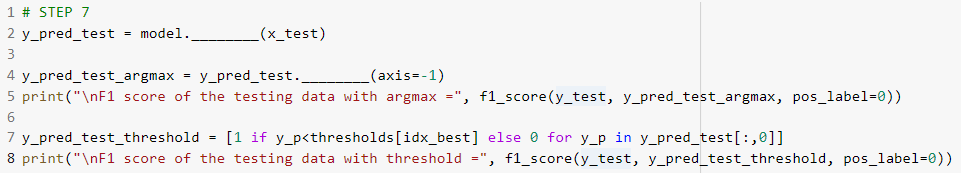 1 # STEP 7
2 y_pred_test = model.________(x_test)
3
4 y_pred_test_argmax = y_pred_test.________(axis=-1)
5 print("\nF1 score of the testing data with argmax =", f1_score(y_test, y_pred_test_argmax, pos_label=0))
6
7 y_pred_test_threshold = [1 if y_p<thresholds[idx_best] else 0 for y_p in y_pred_test[:,0]]
8 print("\nF1 score of the testing data with threshold =", f1_score(y_test, y_pred_test_threshold, pos_label=0))